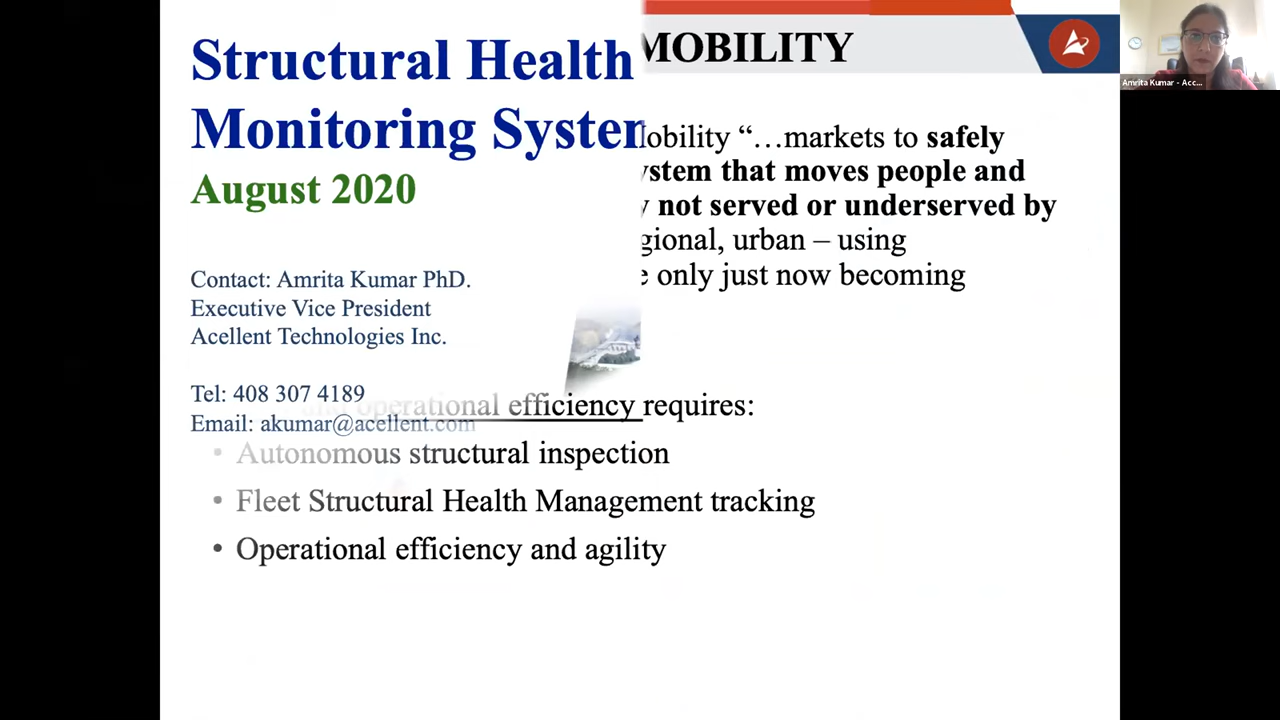 Structural Health
Monitoring System
August 2020
Contact: Amrita Kumar PhD.
Executive Vice President
Acellent Technologies Inc.
Tel: 408 307 4189
Email: akumar@acellent.com
MOBILITY
Mobility “…markets to safely
ystem that moves people and
not served or underserved by
gional, urban – using
only just now becoming
and operational efficiency requires:
• Autonomous structural inspection
• Fleet Structural Health Management tracking
• Operational efficiency and agility
Amrita Kumar - Acc...